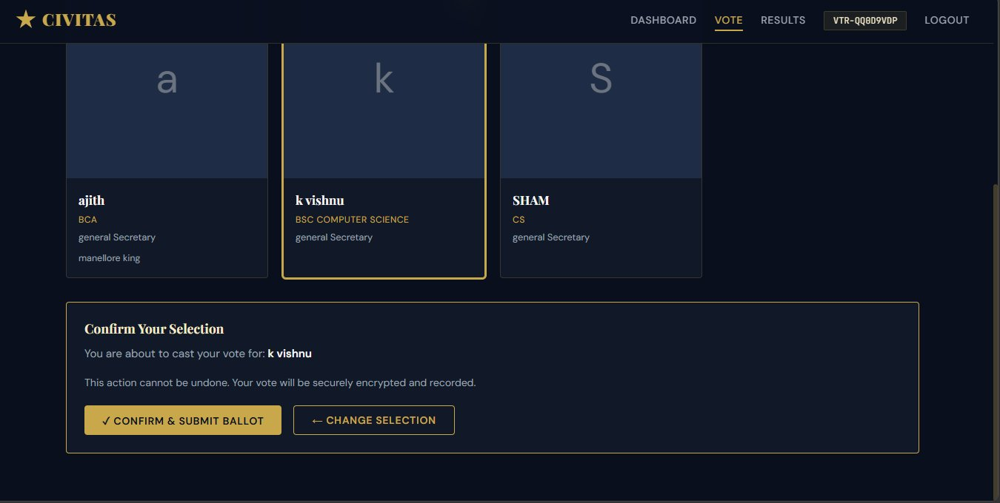 ★ CIVITAS DASHBOARD VOTE RESULTS VTR-QQ0D9VDP LOGOUT
a k S
ajith k vishnu SHAM
BCA BSC COMPUTER SCIENCE CS
general Secretary general Secretary general Secretary
manellore king
Confirm Your Selection
You are about to cast your vote for: k vishnu
This action cannot be undone. Your vote will be securely encrypted and recorded.
✓ CONFIRM & SUBMIT BALLOT ← CHANGE SELECTION